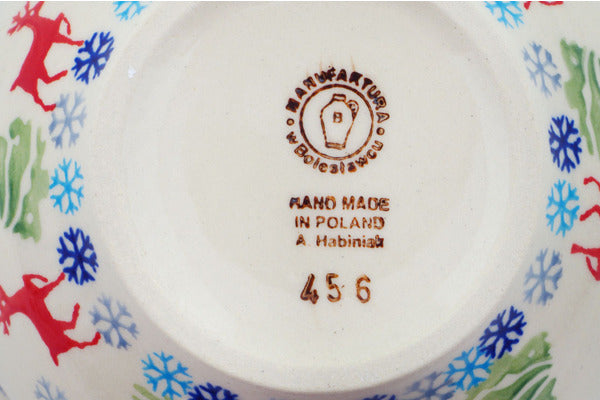 MANUFAKTURA
• w Bolesławcu •
B
HAND MADE
IN POLAND
A. Habiniak
456